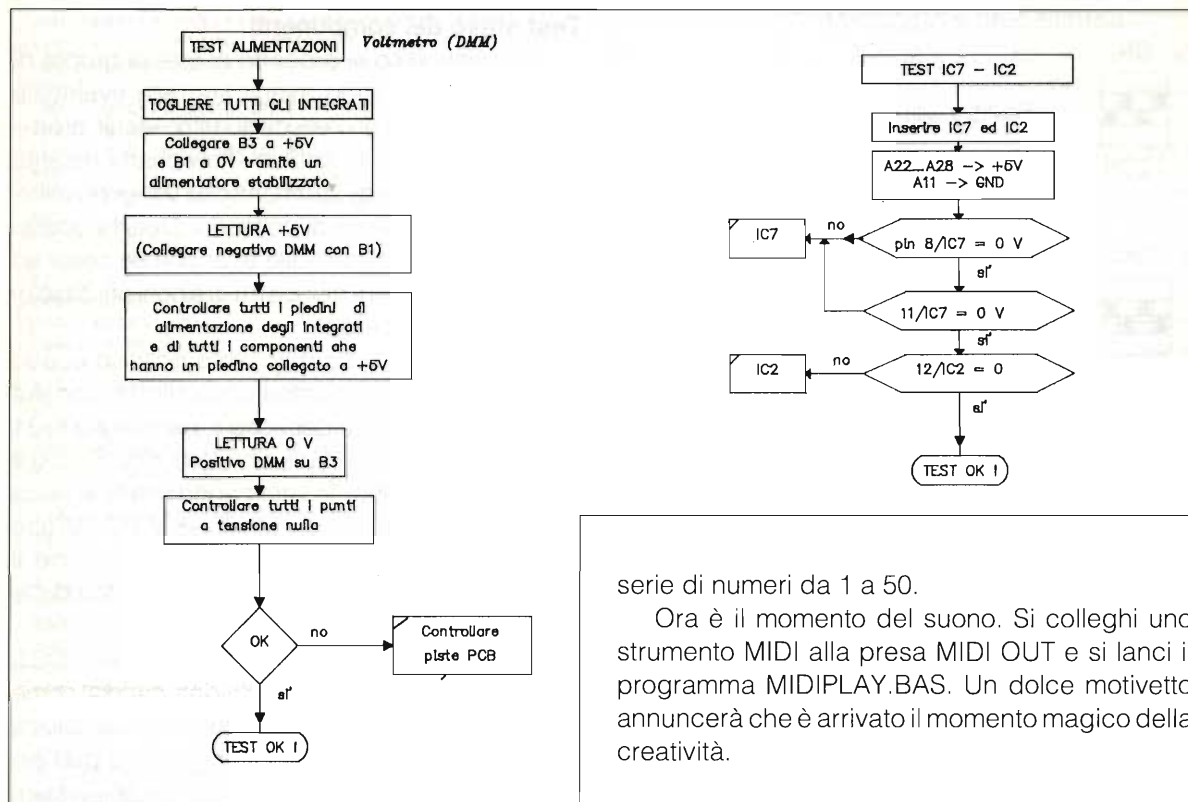 TEST ALIMENTAZIONI
Voltmetro (DMM)
TOGLIERE TUTTI GLI INTEGRATI
Collegare B3 a +5V
e B1 a 0V tramite un
alimentatore stabilizzato.
LETTURA +5V
(Collegare negativo DMM con B1)
Controllare tutti i piedini di
alimentazione degli integrati
e di tutti i componenti che
hanno un piedino collegato a +5V
LETTURA 0 V
Positivo DMM su B3
Controllare tutti i punti
a tensione nulla
OK
no
Controllare
piste PCB
si'
TEST OK !
TEST IC7 - IC2
Inserire IC7 ed IC2
A22...A28 -> +5V
A11 -> GND
IC7
no
pin 8/IC7 = 0 V
si'
11/IC7 = 0 V
si'
IC2
no
12/IC2 = 0
si'
TEST OK !
serie di numeri da 1 a 50.
Ora è il momento del suono. Si colleghi uno
strumento MIDI alla presa MIDI OUT e si lanci i
programma MIDIPLAY.BAS. Un dolce motivetto
annuncerà che è arrivato il momento magico della
creatività.